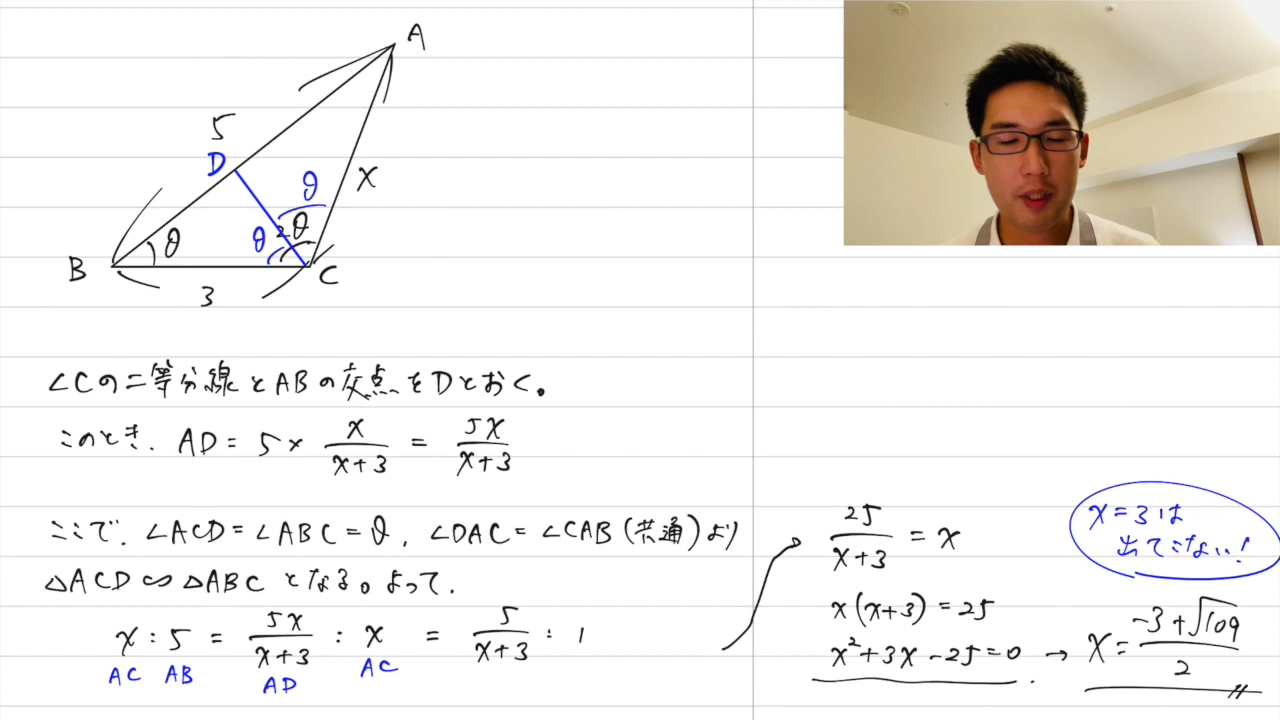 A
5
D
θ
x
θ
θ
2θ
B
C
3
∠Cの二等分線とABの交点をDとおく。
このとき、AD = 5 × x/(x+3) = 5x/(x+3)
ここで、∠ACD = ∠ABC = θ, ∠DAC = ∠CAB (共通) より
△ACD ∽ △ABC となる。よって、
x : 5 = 5x/(x+3) : x = 5/(x+3) : 1
AC AB AD AC
25/(x+3) = x
x(x+3) = 25
x²+3x-25=0 → x = (-3+√109)/2
x=3は
出てこない!